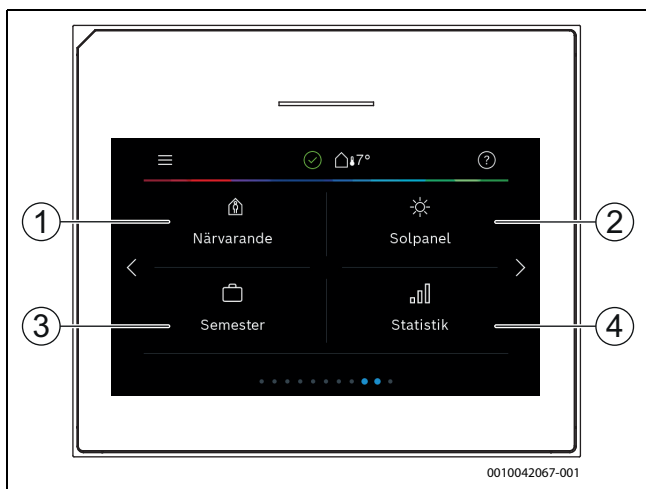 7°
?
1
Närvarande
2
Solpanel
3
Semester
4
Statistik
0010042067-001